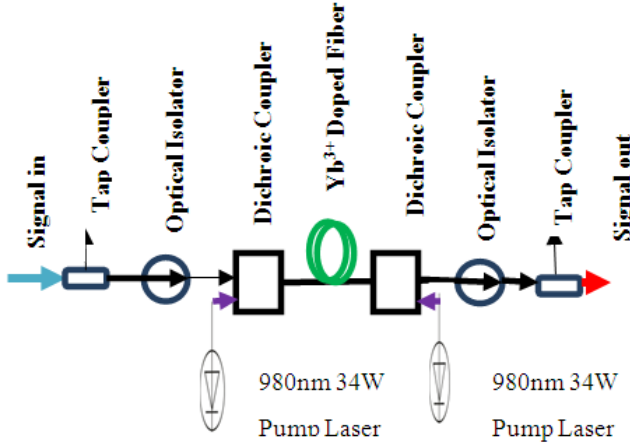 Signal in
Tap Coupler
Optical Isolator
Dichroic Coupler
Yb³⁺ Doped Fiber
Dichroic Coupler
Optical Isolator
Tap Coupler
Signal out
980nm 34W
Pump Laser
980nm 34W
Pump Laser